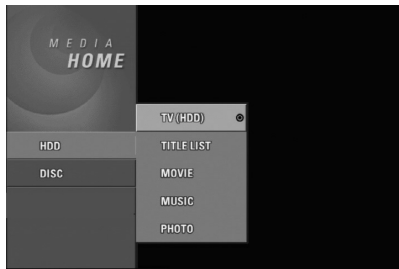 MEDIA
HOME
HDD
DISC
TV (HDD)
TITLE LIST
MOVIE
MUSIC
PHOTO